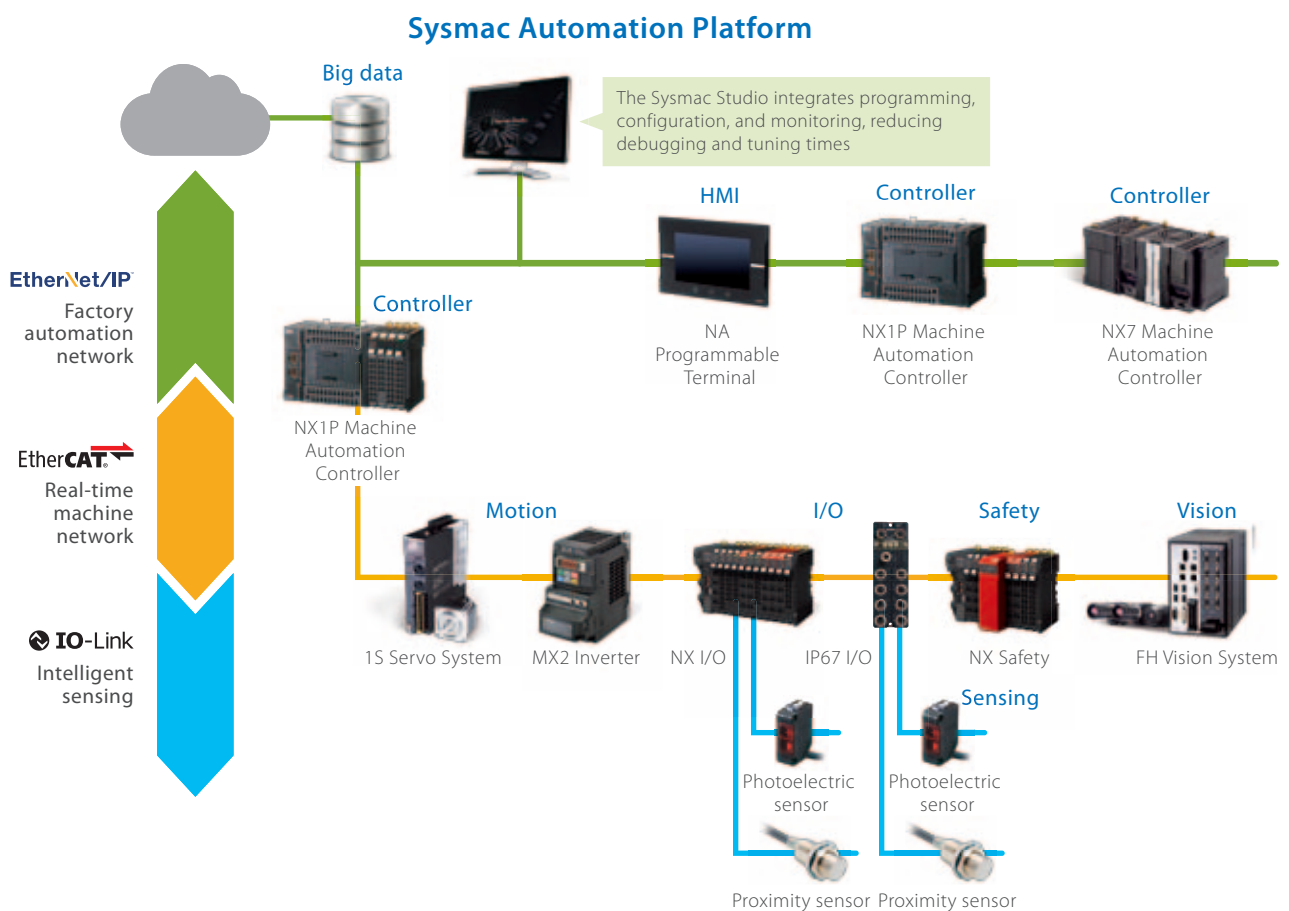 Sysmac Automation Platform
Big data
The Sysmac Studio integrates programming,
configuration, and monitoring, reducing
debugging and tuning times
HMI
Controller
Controller
EtherNet/IP
Factory
automation
network
Controller
NA
Programmable
Terminal
NX1P Machine
Automation
Controller
NX7 Machine
Automation
Controller
NX1P Machine
Automation
Controller
EtherCAT®
Real-time
machine
network
Motion
I/O
Safety
Vision
IO-Link
Intelligent
sensing
1S Servo System
MX2 Inverter
NX I/O
IP67 I/O
NX Safety
FH Vision System
Sensing
Photoelectric
sensor
Photoelectric
sensor
Proximity sensor
Proximity sensor